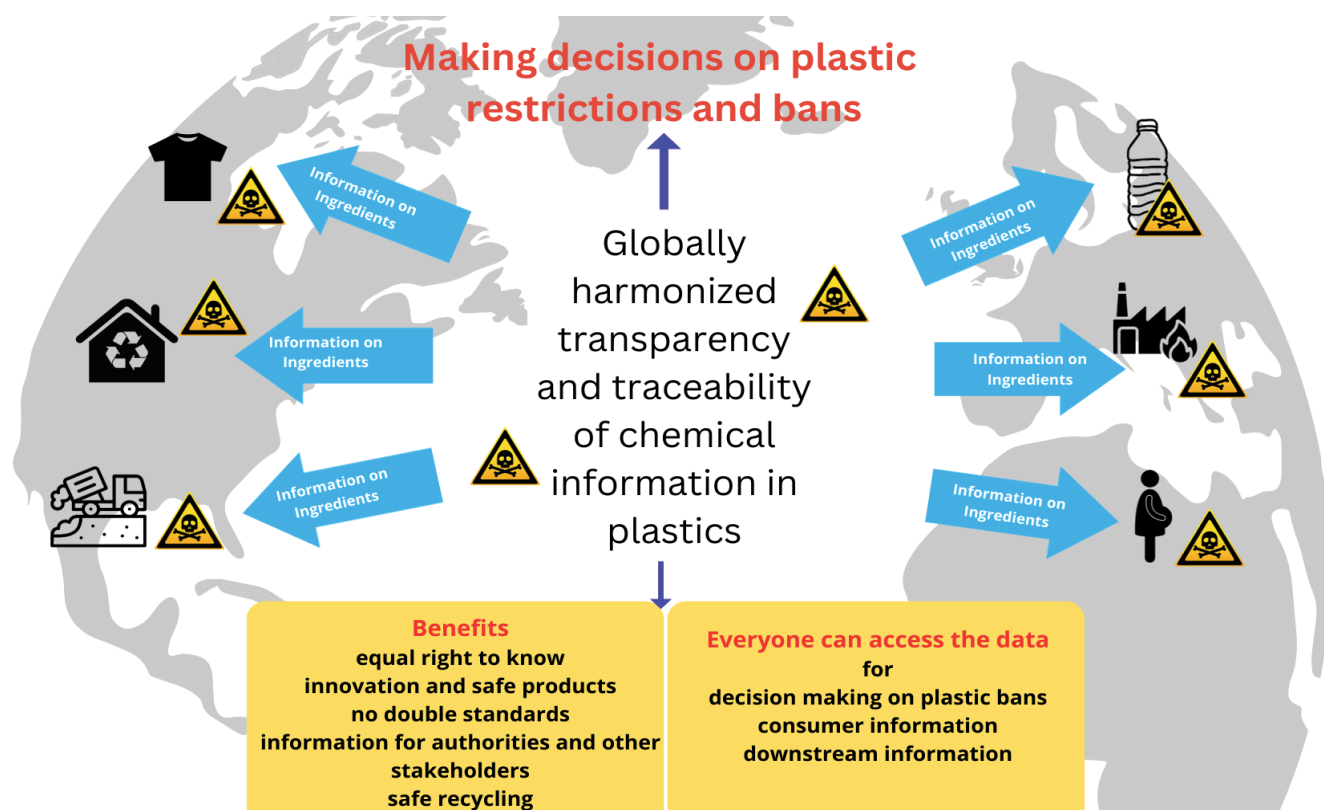 Making decisions on plastic
restrictions and bans
Information on
Ingredients
Information on
Ingredients
Information on
Ingredients
Globally
harmonized
transparency
and traceability
of chemical
information in
plastics
Information on
Ingredients
Information on
Ingredients
Information on
Ingredients
Benefits
equal right to know
innovation and safe products
no double standards
information for authorities and other
stakeholders
safe recycling
Everyone can access the data
for
decision making on plastic bans
consumer information
downstream information